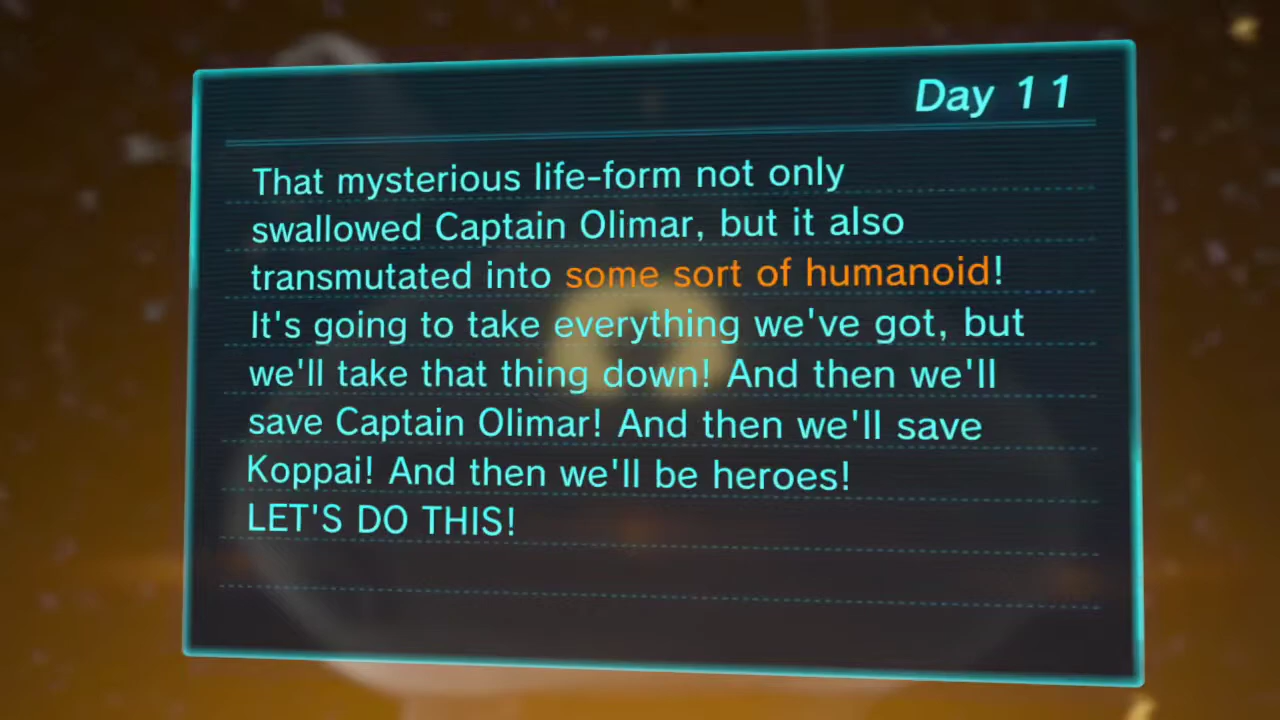 Day 11
That mysterious life-form not only
swallowed Captain Olimar, but it also
transmutated into some sort of humanoid!
It's going to take everything we've got, but
we'll take that thing down! And then we'll
save Captain Olimar! And then we'll save
Koppai! And then we'll be heroes!
LET'S DO THIS!